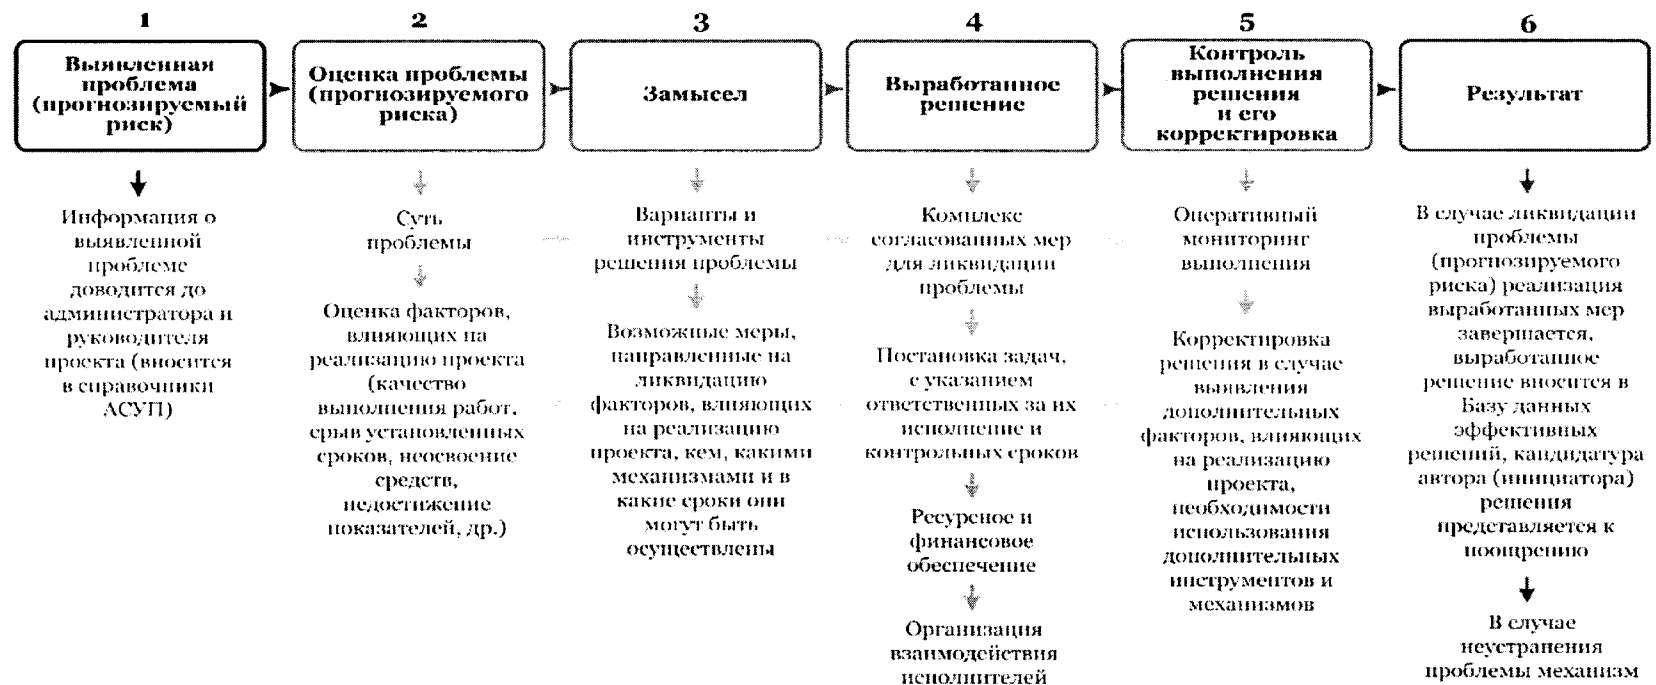 1
Выявленная
проблема
(прогнозируемый
риск)
Информация о
выявленной
проблеме
доводится до
администратора и
руководителя
проекта (вносится
в справочники
АСУП)
2
Оценка проблемы
(прогнозируемого
риска)
Суть
проблемы
Оценка факторов,
влияющих на
реализацию проекта
(качество
выполнения работ,
срыв установленных
сроков, неосвоение
средств,
недостижение
показателей, др.)
3
Замысел
Варианты и
инструменты
решения проблемы
Возможные меры,
направленные на
ликвидацию
факторов, влияющих
на реализацию
проекта, кем, какими
механизмами и в
какие сроки они
могут быть
осуществлены
4
Выработанное
решение
Комплекс
согласованных мер
для ликвидации
проблемы
Постановка задач,
с указанием
ответственных за их
исполнение и
контрольных сроков
Ресурсное и
финансовое
обеспечение
Организация
взаимодействия
исполнителей
5
Контроль
выполнения
решения
и его
корректировка
Оперативный
мониторинг
выполнения
Корректировка
решения в случае
выявления
дополнительных
факторов, влияющих
на реализацию
проекта,
необходимости
использования
дополнительных
инструментов и
механизмов
6
Результат
В случае ликвидации
проблемы
(прогнозируемого
риска) реализация
выработанных мер
завершается,
выработанное
решение вносится в
Базу данных
эффективных
решений, кандидатура
автора (инициатора)
решения
представляется к
поощрению
В случае
неустранения
проблемы механизм